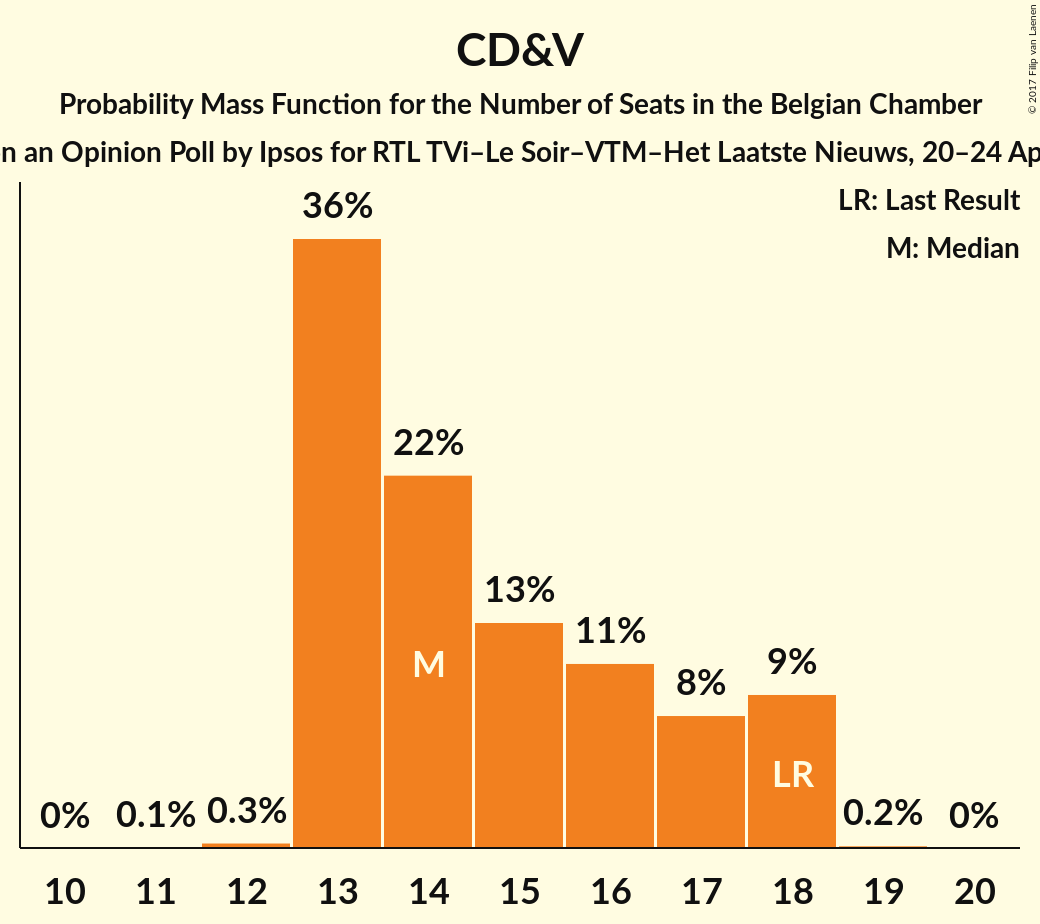 CD&V
Probability Mass Function for the Number of Seats in the Belgian Chamber
an Opinion Poll by Ipsos for RTL TVi–Le Soir–VTM–Het Laatste Nieuws, 20–24
© 2017 Filip van Laenen
LR: Last Result
M: Median
36%
22%
13%
11%
8%
9%
0%
0.1%
0.3%
0.2%
0%
M
LR
10 11 12 13 14 15 16 17 18 19 20